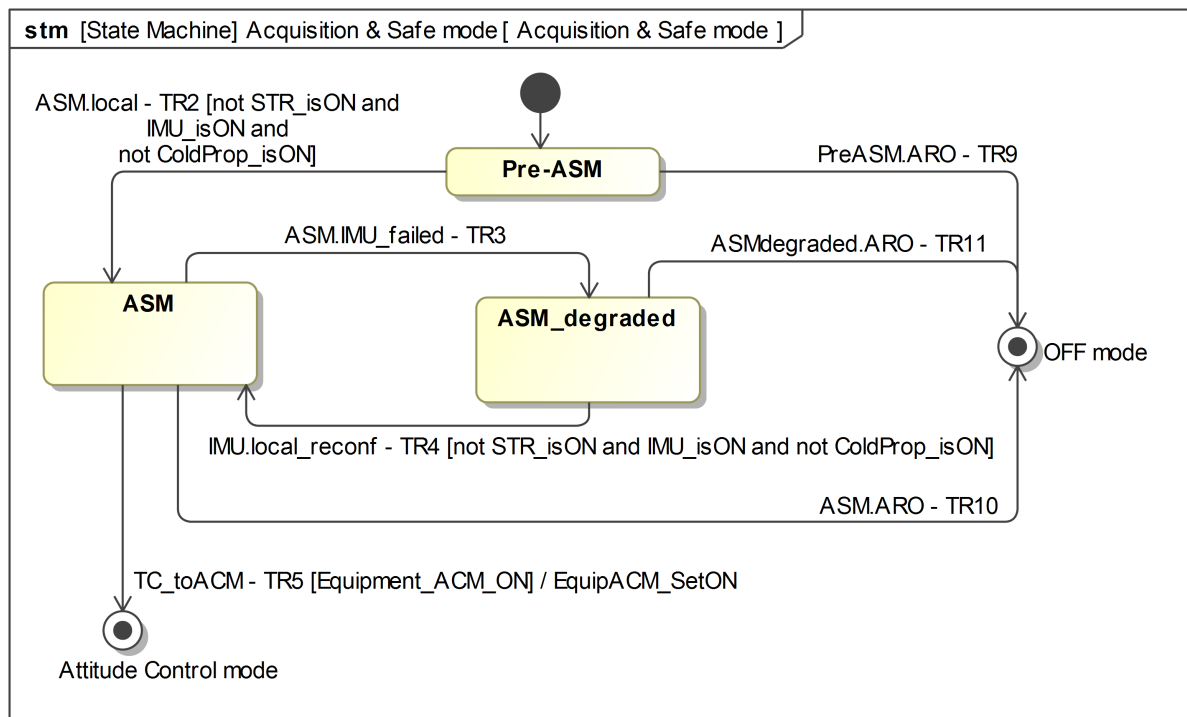 stm [State Machine] Acquisition & Safe mode [ Acquisition & Safe mode ]
ASM.local - TR2 [not STR_isON and
IMU_isON and
not ColdProp_isON]
Pre-ASM
PreASM.ARO - TR9
ASM.IMU_failed - TR3
ASMdegraded.ARO - TR11
ASM
ASM_degraded
OFF mode
IMU.local_reconf - TR4 [not STR_isON and IMU_isON and not ColdProp_isON]
ASM.ARO - TR10
TC_toACM - TR5 [Equipment_ACM_ON] / EquipACM_SetON
Attitude Control mode